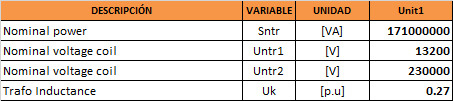 DESCRIPCIÓN VARIABLE UNIDAD Unit1
Nominal power Sntr [VA] 171000000
Nominal voltage coil Untr1 [V] 13200
Nominal voltage coil Untr2 [V] 230000
Trafo Inductance Uk [p.u] 0.27